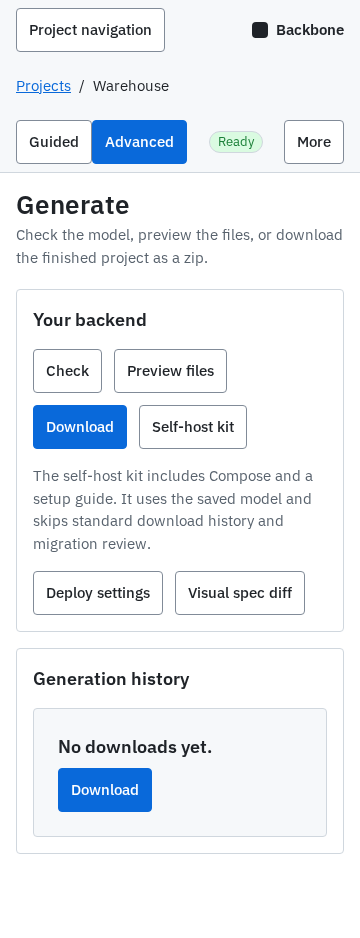 Project navigation
Backbone
Projects / Warehouse
Guided
Advanced
Ready
More
Generate
Check the model, preview the files, or download
the finished project as a zip.
Your backend
Check
Preview files
Download
Self-host kit
The self-host kit includes Compose and a
setup guide. It uses the saved model and
skips standard download history and
migration review.
Deploy settings
Visual spec diff
Generation history
No downloads yet.
Download